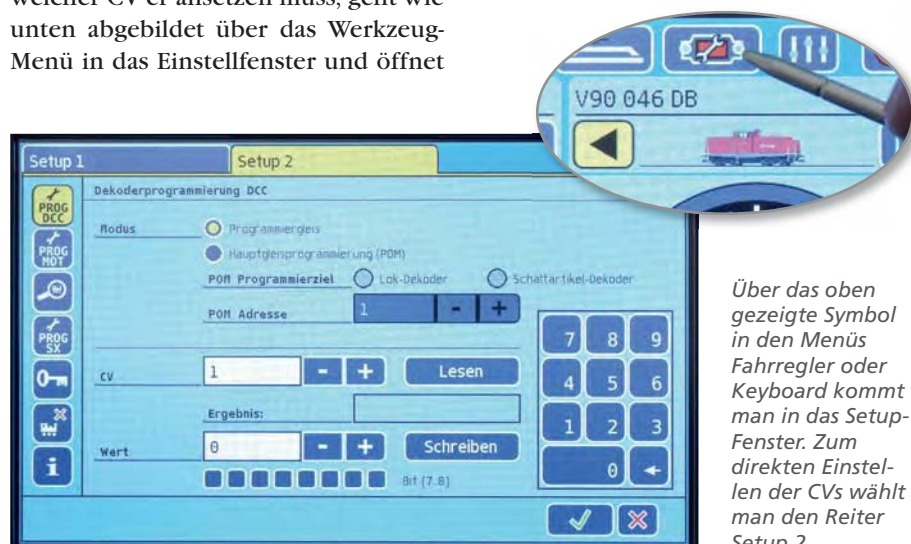 welcher CV er ansetzen muss, geht wie
unten abgebildet über das Werkzeug-
Menü in das Einstellfenster und öffnet
V90 046 DB
Setup 1
Setup 2
PROG DCC
Dekoderprogrammierung DCC
Modus
Programmiergleis
PROG MOT
Hauptgleisprogrammierung (POM)
POM Programmierziel
Lok-Dekoder
Schaltartikel-Dekoder
POM Adresse
1
-
+
7 8 9
PROG SX
CV
1
-
+
Lesen
4 5 6
Ergebnis:
1 2 3
Wert
0
-
+
Schreiben
0
i
Bit (7..8)
Über das oben
gezeigte Symbol
in den Menüs
Fahrregler oder
Keyboard kommt
man in das Setup-
Fenster. Zum
direkten Einstel-
len der CVs wählt
man den Reiter
Setup 2